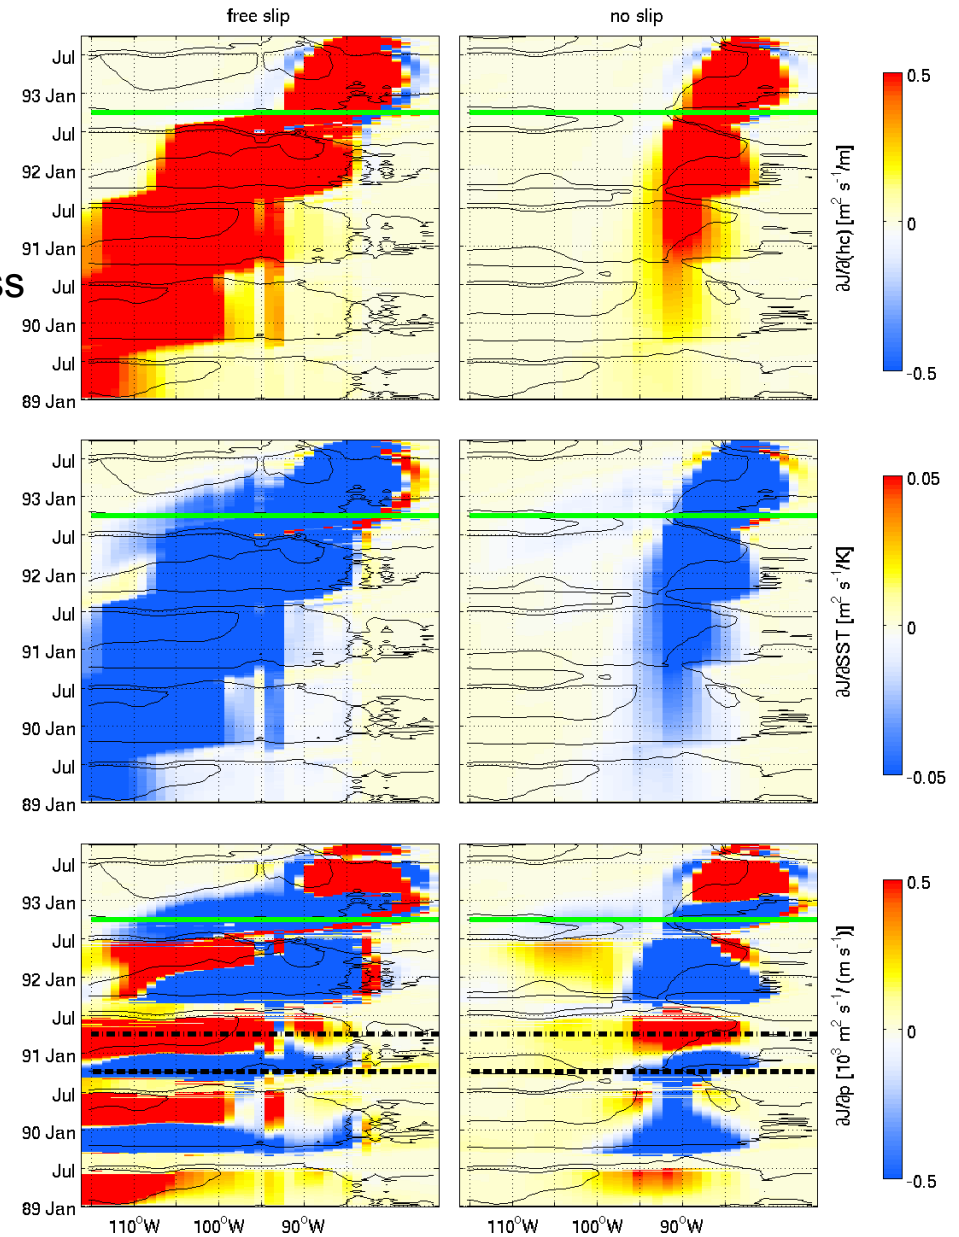 free slip no slip
Jul
93 Jan
Jul
92 Jan
Jul
91 Jan
Jul
90 Jan
Jul
89 Jan
ss
0.5
0
-0.5
∂J/∂(hc) [m² s⁻¹/m]
Jul
93 Jan
Jul
92 Jan
Jul
91 Jan
Jul
90 Jan
Jul
89 Jan
0.05
0
-0.05
∂J/∂SST [m² s⁻¹/K]
Jul
93 Jan
Jul
92 Jan
Jul
91 Jan
Jul
90 Jan
Jul
89 Jan
0.5
0
-0.5
∂J/∂p [10³ m² s⁻¹/ (m s⁻¹)]
110°W 100°W 90°W 110°W 100°W 90°W